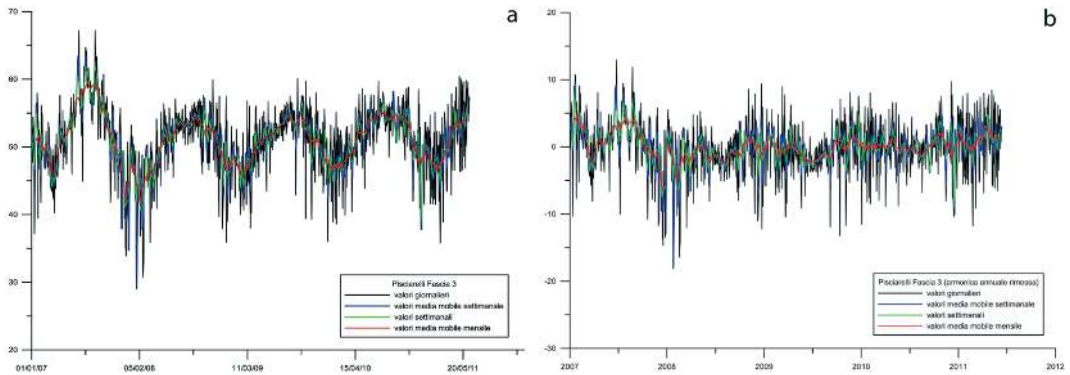 a
70
60
50
40
30
20
01/01/07
05/02/08
11/03/09
15/04/10
20/05/11
Pisciarelli Fascia 3
valori giornalieri
valori media mobile settimanale
valori settimanali
valori media mobile mensile
b
20
10
0
-10
-20
-30
2007
2008
2009
2010
2011
2012
Pisciarelli Fascia 3 (armonica annuale rimossa)
valori giornalieri
valori media mobile settimanale
valori settimanali
valori media mobile mensile